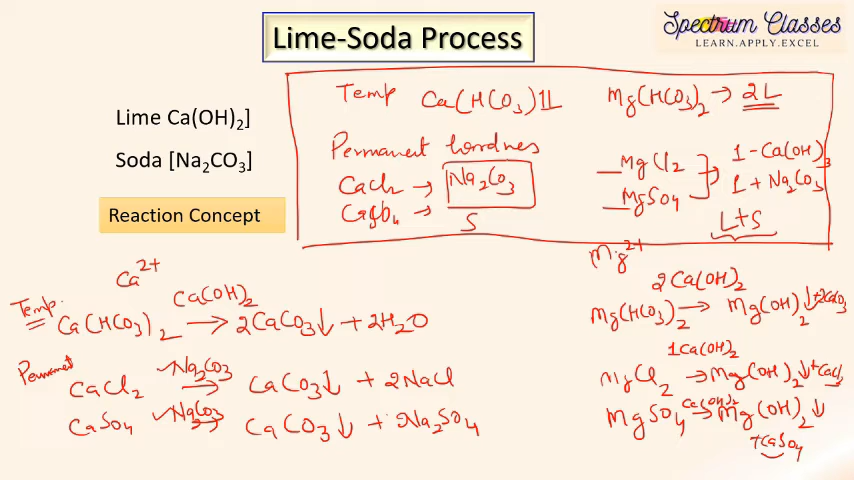 Lime-Soda Process
Spectrum Classes
LEARN.APPLY.EXCEL
Lime Ca(OH)2]
Soda [Na2CO3]
Reaction Concept
Temp Ca(HCO3) 1L Mg(HCO3)2 → 2L
Permanent hardness
CaCl2 → Na2CO3
CaSO4 →
S
MgCl2
MgSO4
1 - Ca(OH)2
1 + Na2CO3
L+S
Ca2+
Temp.
Ca(OH)2
Ca(HCO3)2 → 2CaCO3↓ + 2H2O
Permanent
Na2CO3
CaCl2 → CaCO3↓ + 2NaCl
Na2CO3
CaSO4 → CaCO3↓ + Na2SO4
Mg2+
2Ca(OH)2
Mg(HCO3)2 → Mg(OH)2↓+2CaCO3
1Ca(OH)2
MgCl2 → Mg(OH)2↓+CaCl2
Ca(OH)2
MgSO4 → Mg(OH)2↓
+CaSO4